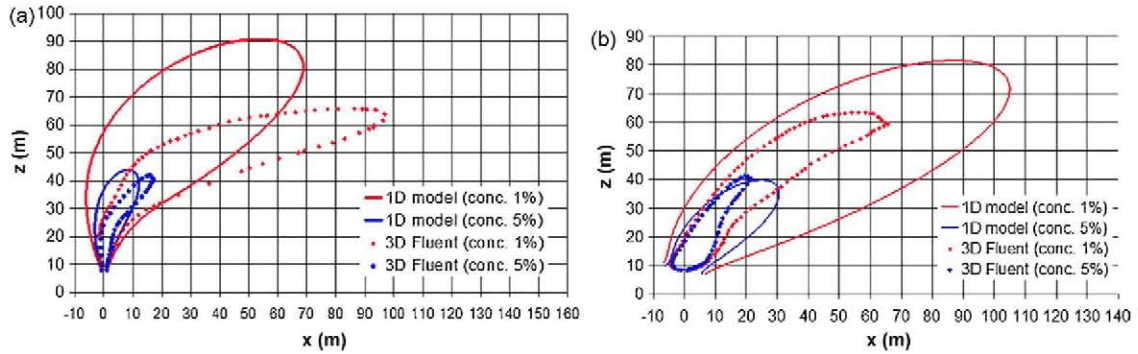 (a)
100
90
80
70
60
50
40
30
20
10
0
z (m)
1D model (conc. 1%)
1D model (conc. 5%)
3D Fluent (conc. 1%)
3D Fluent (conc. 5%)
-10 0 10 20 30 40 50 60 70 80 90 100 110 120 130 140 150 160
x (m)
(b)
90
80
70
60
50
40
30
20
10
0
z (m)
1D model (conc. 1%)
1D model (conc. 5%)
3D Fluent (conc. 1%)
3D Fluent (conc. 5%)
-10 0 10 20 30 40 50 60 70 80 90 100 110 120 130 140
x (m)